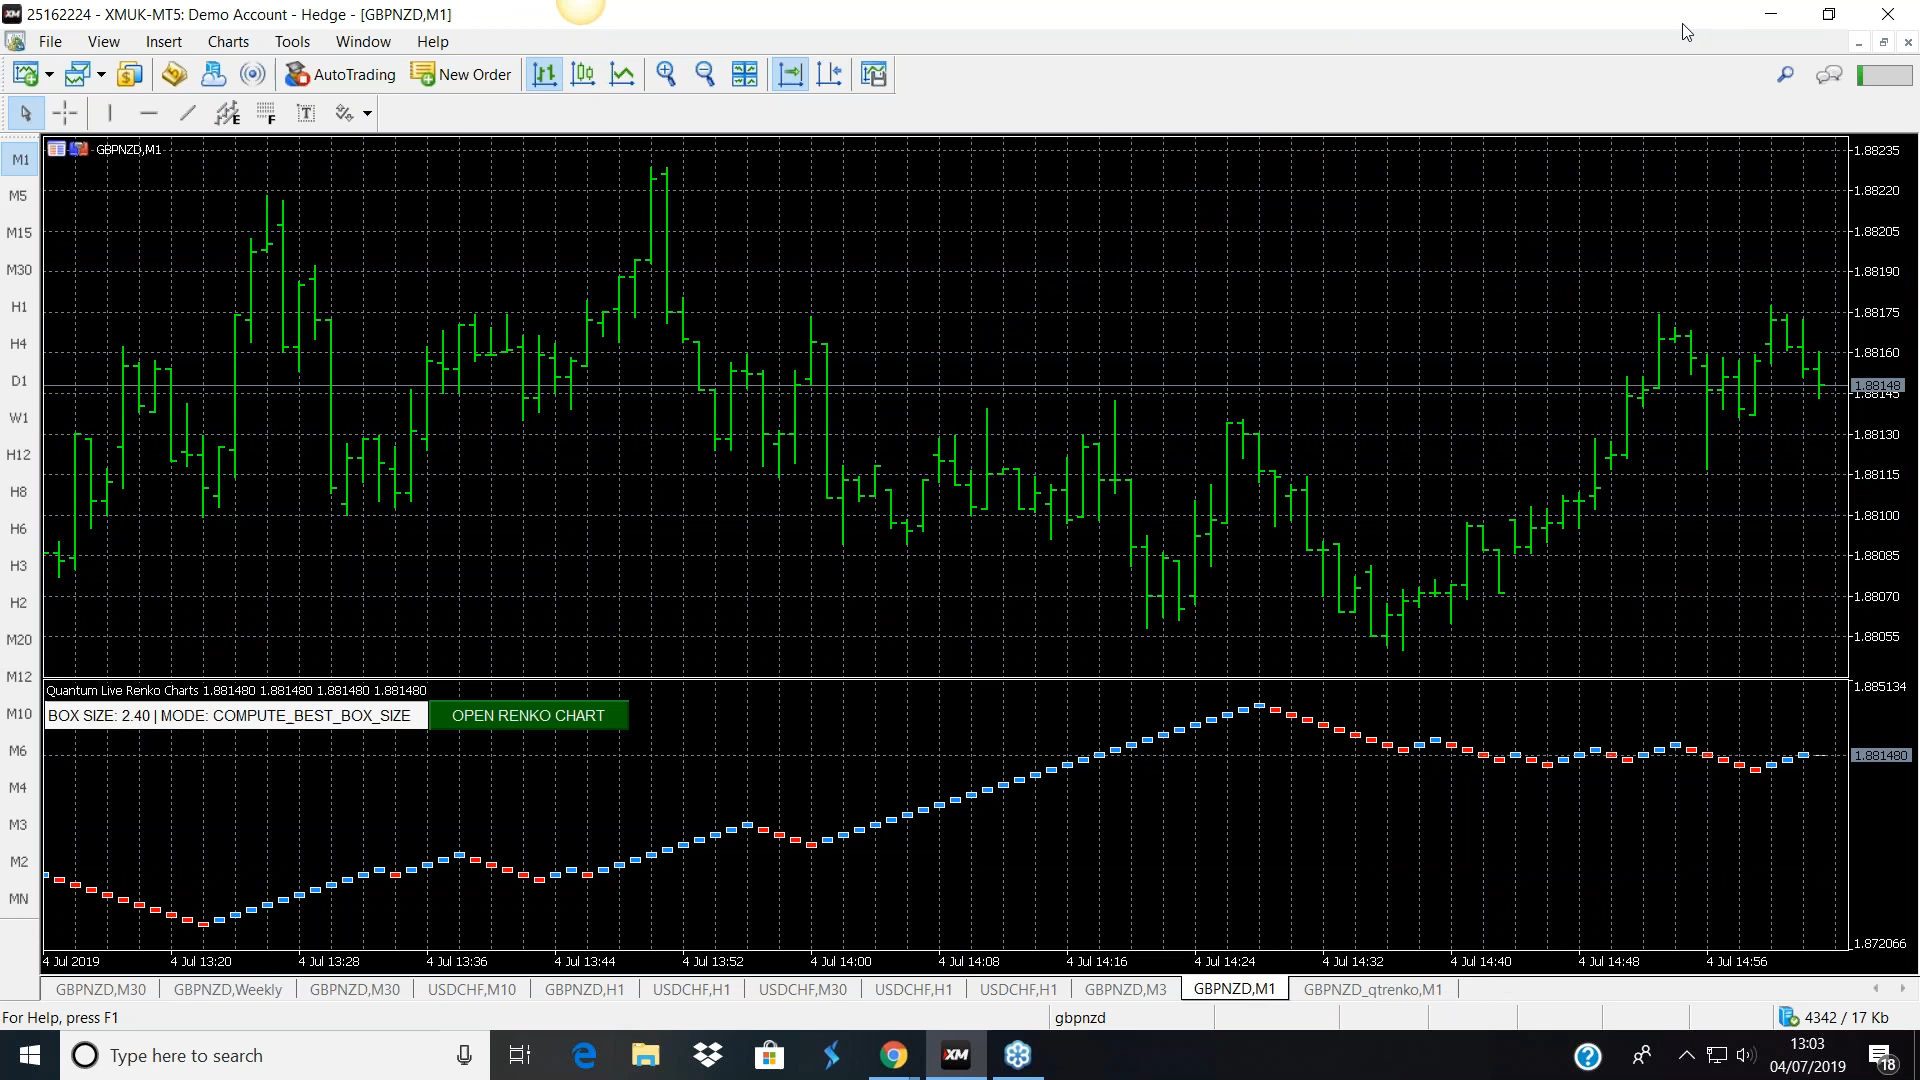 25162224 - XMUK-MT5: Demo Account - Hedge - [GBPNZD,M1]
File View Insert Charts Tools Window Help
AutoTrading New Order
E F T
M1
M5
M15
M30
H1
H4
D1
W1
H12
H8
H6
H3
H2
M20
M12
M10
M6
M4
M3
M2
MN
GBPNZD,M1
1.88235
1.88220
1.88205
1.88190
1.88175
1.88160
1.88148
1.88145
1.88130
1.88115
1.88100
1.88085
1.88070
1.88055
Quantum Live Renko Charts 1.881480 1.881480 1.881480 1.881480
BOX SIZE: 2.40 | MODE: COMPUTE_BEST_BOX_SIZE OPEN RENKO CHART
1.885134
1.881480
1.872066
4 Jul 2019 4 Jul 13:20 4 Jul 13:28 4 Jul 13:36 4 Jul 13:44 4 Jul 13:52 4 Jul 14:00 4 Jul 14:08 4 Jul 14:16 4 Jul 14:24 4 Jul 14:32 4 Jul 14:40 4 Jul 14:48 4 Jul 14:56
GBPNZD,M30 GBPNZD,Weekly GBPNZD,M30 USDCHF,M10 GBPNZD,H1 USDCHF,H1 USDCHF,M30 USDCHF,H1 USDCHF,H1 GBPNZD,M3 GBPNZD,M1 GBPNZD_qtrenko,M1
For Help, press F1 gbpnzd 4342 / 17 Kb
Type here to search XM 13:03
04/07/2019 18